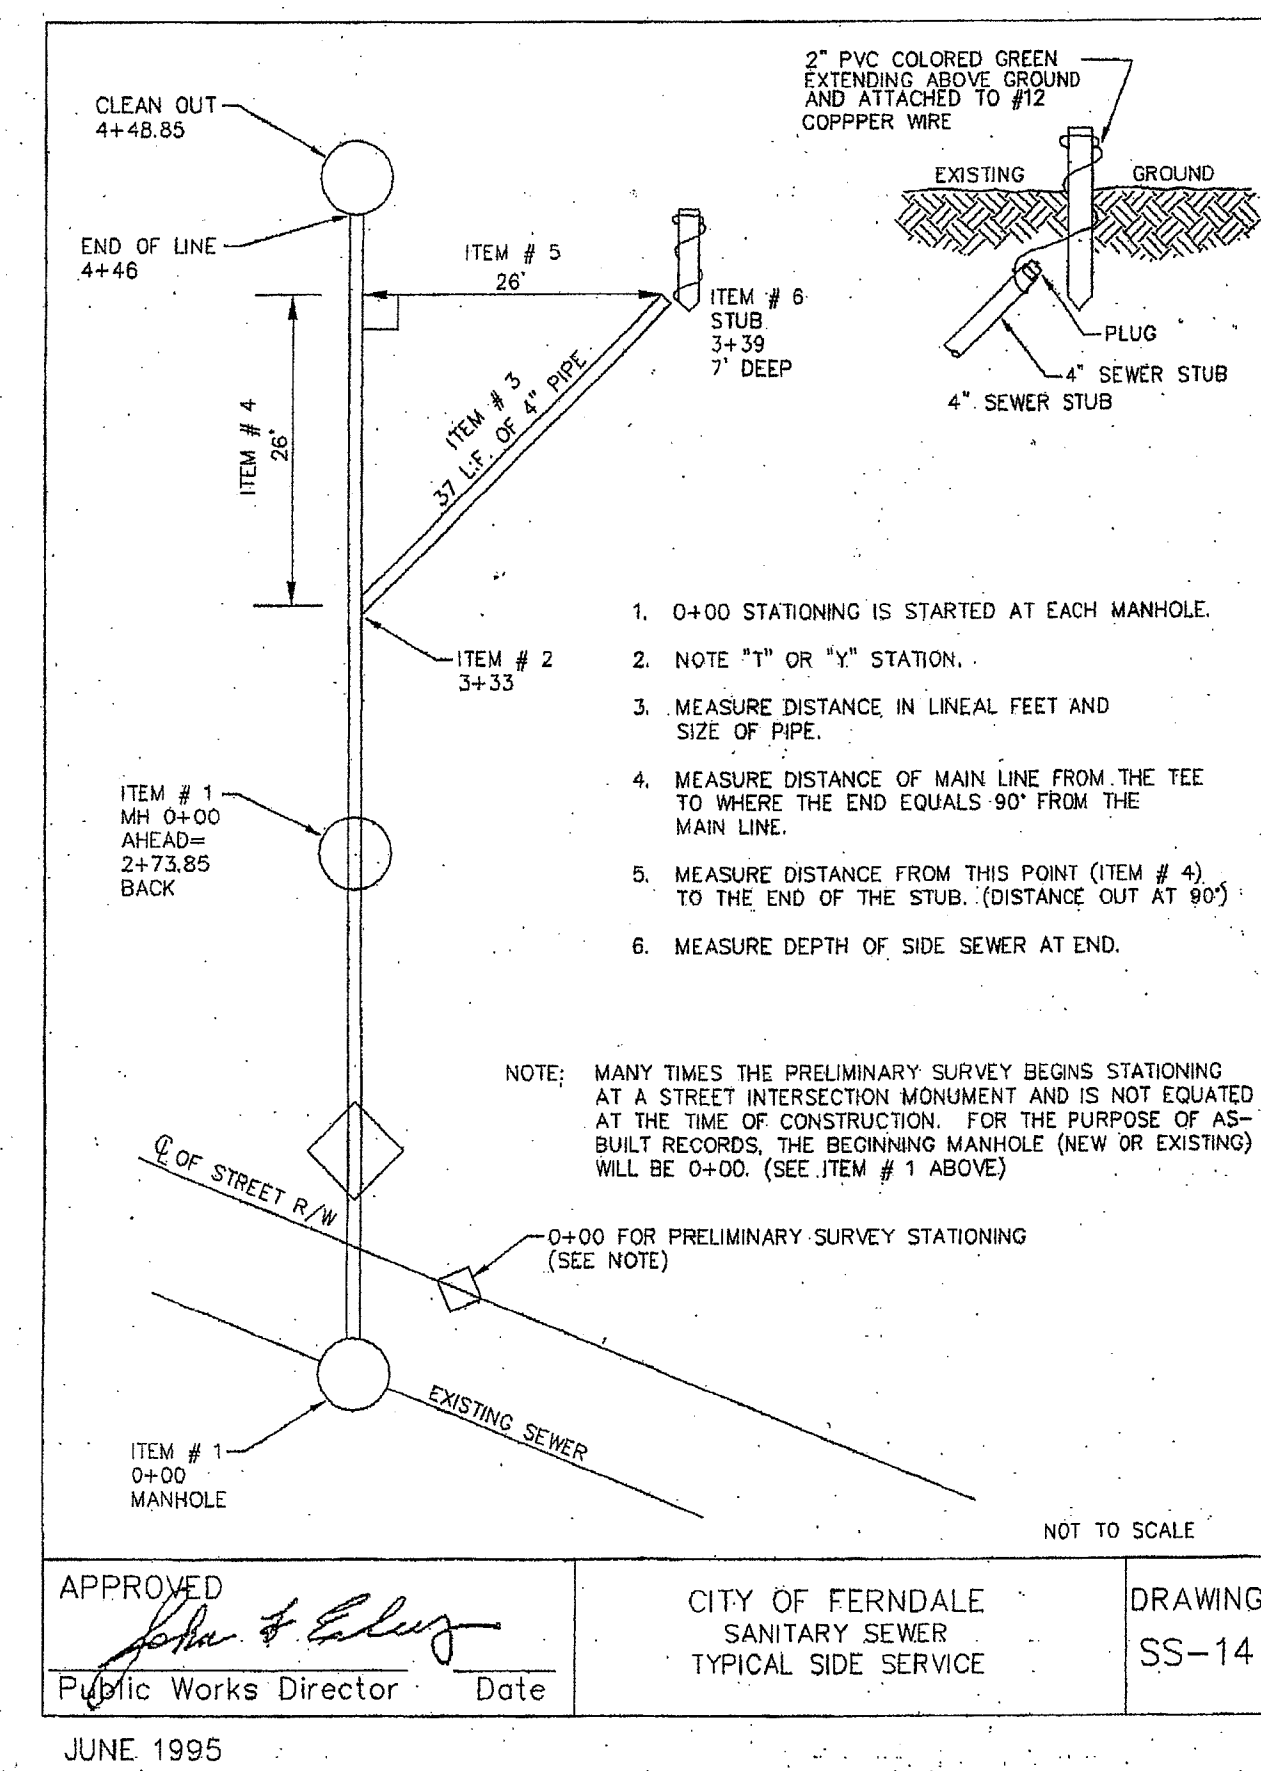 CLEAN OUT
4+48.85
END OF LINE
4+46
ITEM # 5
26'
ITEM # 4
26'
ITEM # 3
37 L.F. OF 4" PIPE
ITEM # 6
STUB
3+39
7' DEEP
2" PVC COLORED GREEN
EXTENDING ABOVE GROUND
AND ATTACHED TO #12
COPPPER WIRE
EXISTING GROUND
PLUG
4" SEWER STUB
4" SEWER STUB
ITEM # 2
3+33
ITEM # 1
MH 0+00
AHEAD=
2+73.85
BACK
1. 0+00 STATIONING IS STARTED AT EACH MANHOLE.
2. NOTE "T" OR "Y" STATION.
3. MEASURE DISTANCE IN LINEAL FEET AND
SIZE OF PIPE.
4. MEASURE DISTANCE OF MAIN LINE FROM THE TEE
TO WHERE THE END EQUALS 90° FROM THE
MAIN LINE.
5. MEASURE DISTANCE FROM THIS POINT (ITEM # 4)
TO THE END OF THE STUB. (DISTANCE OUT AT 90°)
6. MEASURE DEPTH OF SIDE SEWER AT END.
NOTE: MANY TIMES THE PRELIMINARY SURVEY BEGINS STATIONING
AT A STREET INTERSECTION MONUMENT AND IS NOT EQUATED
AT THE TIME OF CONSTRUCTION. FOR THE PURPOSE OF AS-
BUILT RECORDS, THE BEGINNING MANHOLE (NEW OR EXISTING)
WILL BE 0+00. (SEE ITEM # 1 ABOVE)
℄ OF STREET R/W
0+00 FOR PRELIMINARY SURVEY STATIONING
(SEE NOTE)
EXISTING SEWER
ITEM # 1
0+00
MANHOLE
NOT TO SCALE
APPROVED
John F.
Public Works Director Date
CITY OF FERNDALE
SANITARY SEWER
TYPICAL SIDE SERVICE
DRAWING
SS-14
JUNE 1995